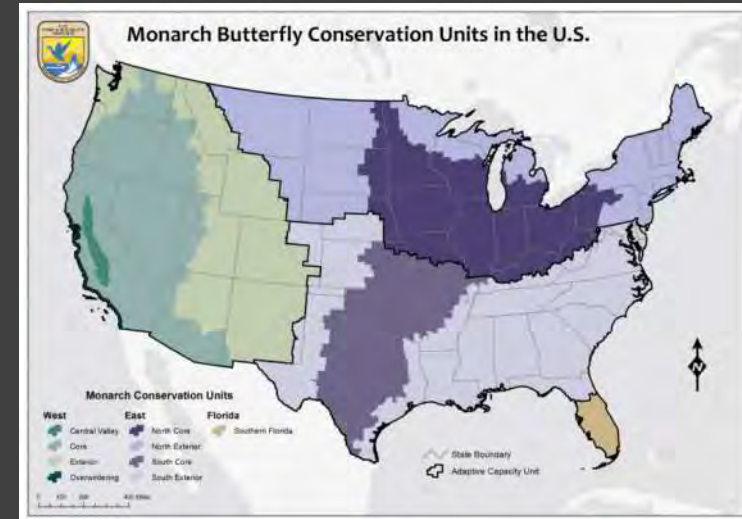 Monarch Butterfly Conservation Units in the U.S.
Monarch Conservation Units
West East Florida
Central Valley North Core Southern Florida
Core North Exterior
Exterior South Core
Overwintering South Exterior
State Boundary
Adaptive Capacity Unit
N